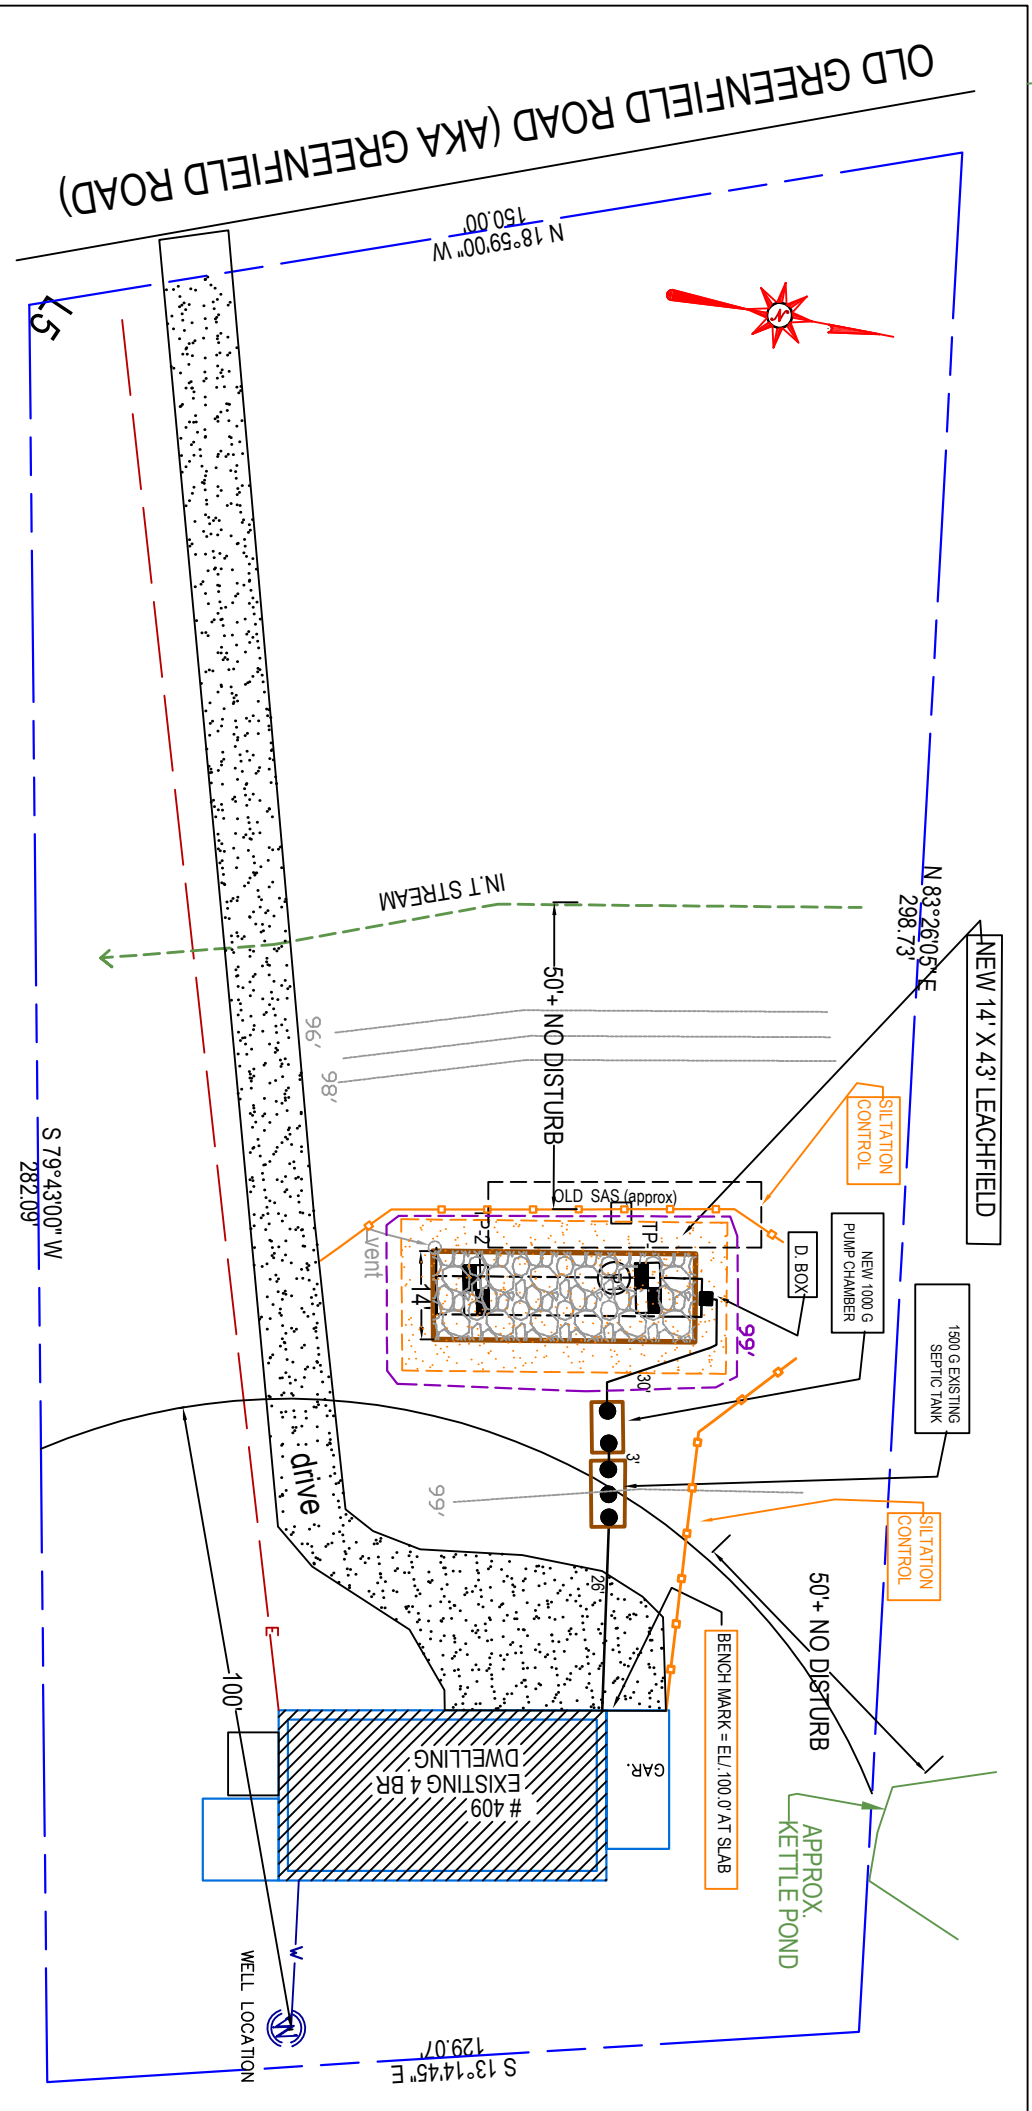 OLD GREENFIELD ROAD (AKA GREENFIELD ROAD)
N 18°59'00" W
150.00'
L5
N
N 83°26'05" E
298.73'
NEW 14' X 43' LEACHFIELD
IN.T STREAM
50'+ NO DISTURB
96'
98'
SILTATION
CONTROL
OLD SAS (approx)
TP-2
TP-
vent
14'
D. BOX
NEW 1000 G
PUMP CHAMBER
1500 G EXISTING
SEPTIC TANK
99'
30'
3'
99'
drive
26'
SILTATION
CONTROL
50'+ NO DISTURB
BENCH MARK = EL/.100.0' AT SLAB
E
100'
GAR.
# 409
EXISTING 4 BR
DWELLING
APPROX.
KETTLE POND
W
W
WELL LOCATION
S 79°43'00" W
282.09'
S 13°14'45" E
129.07'